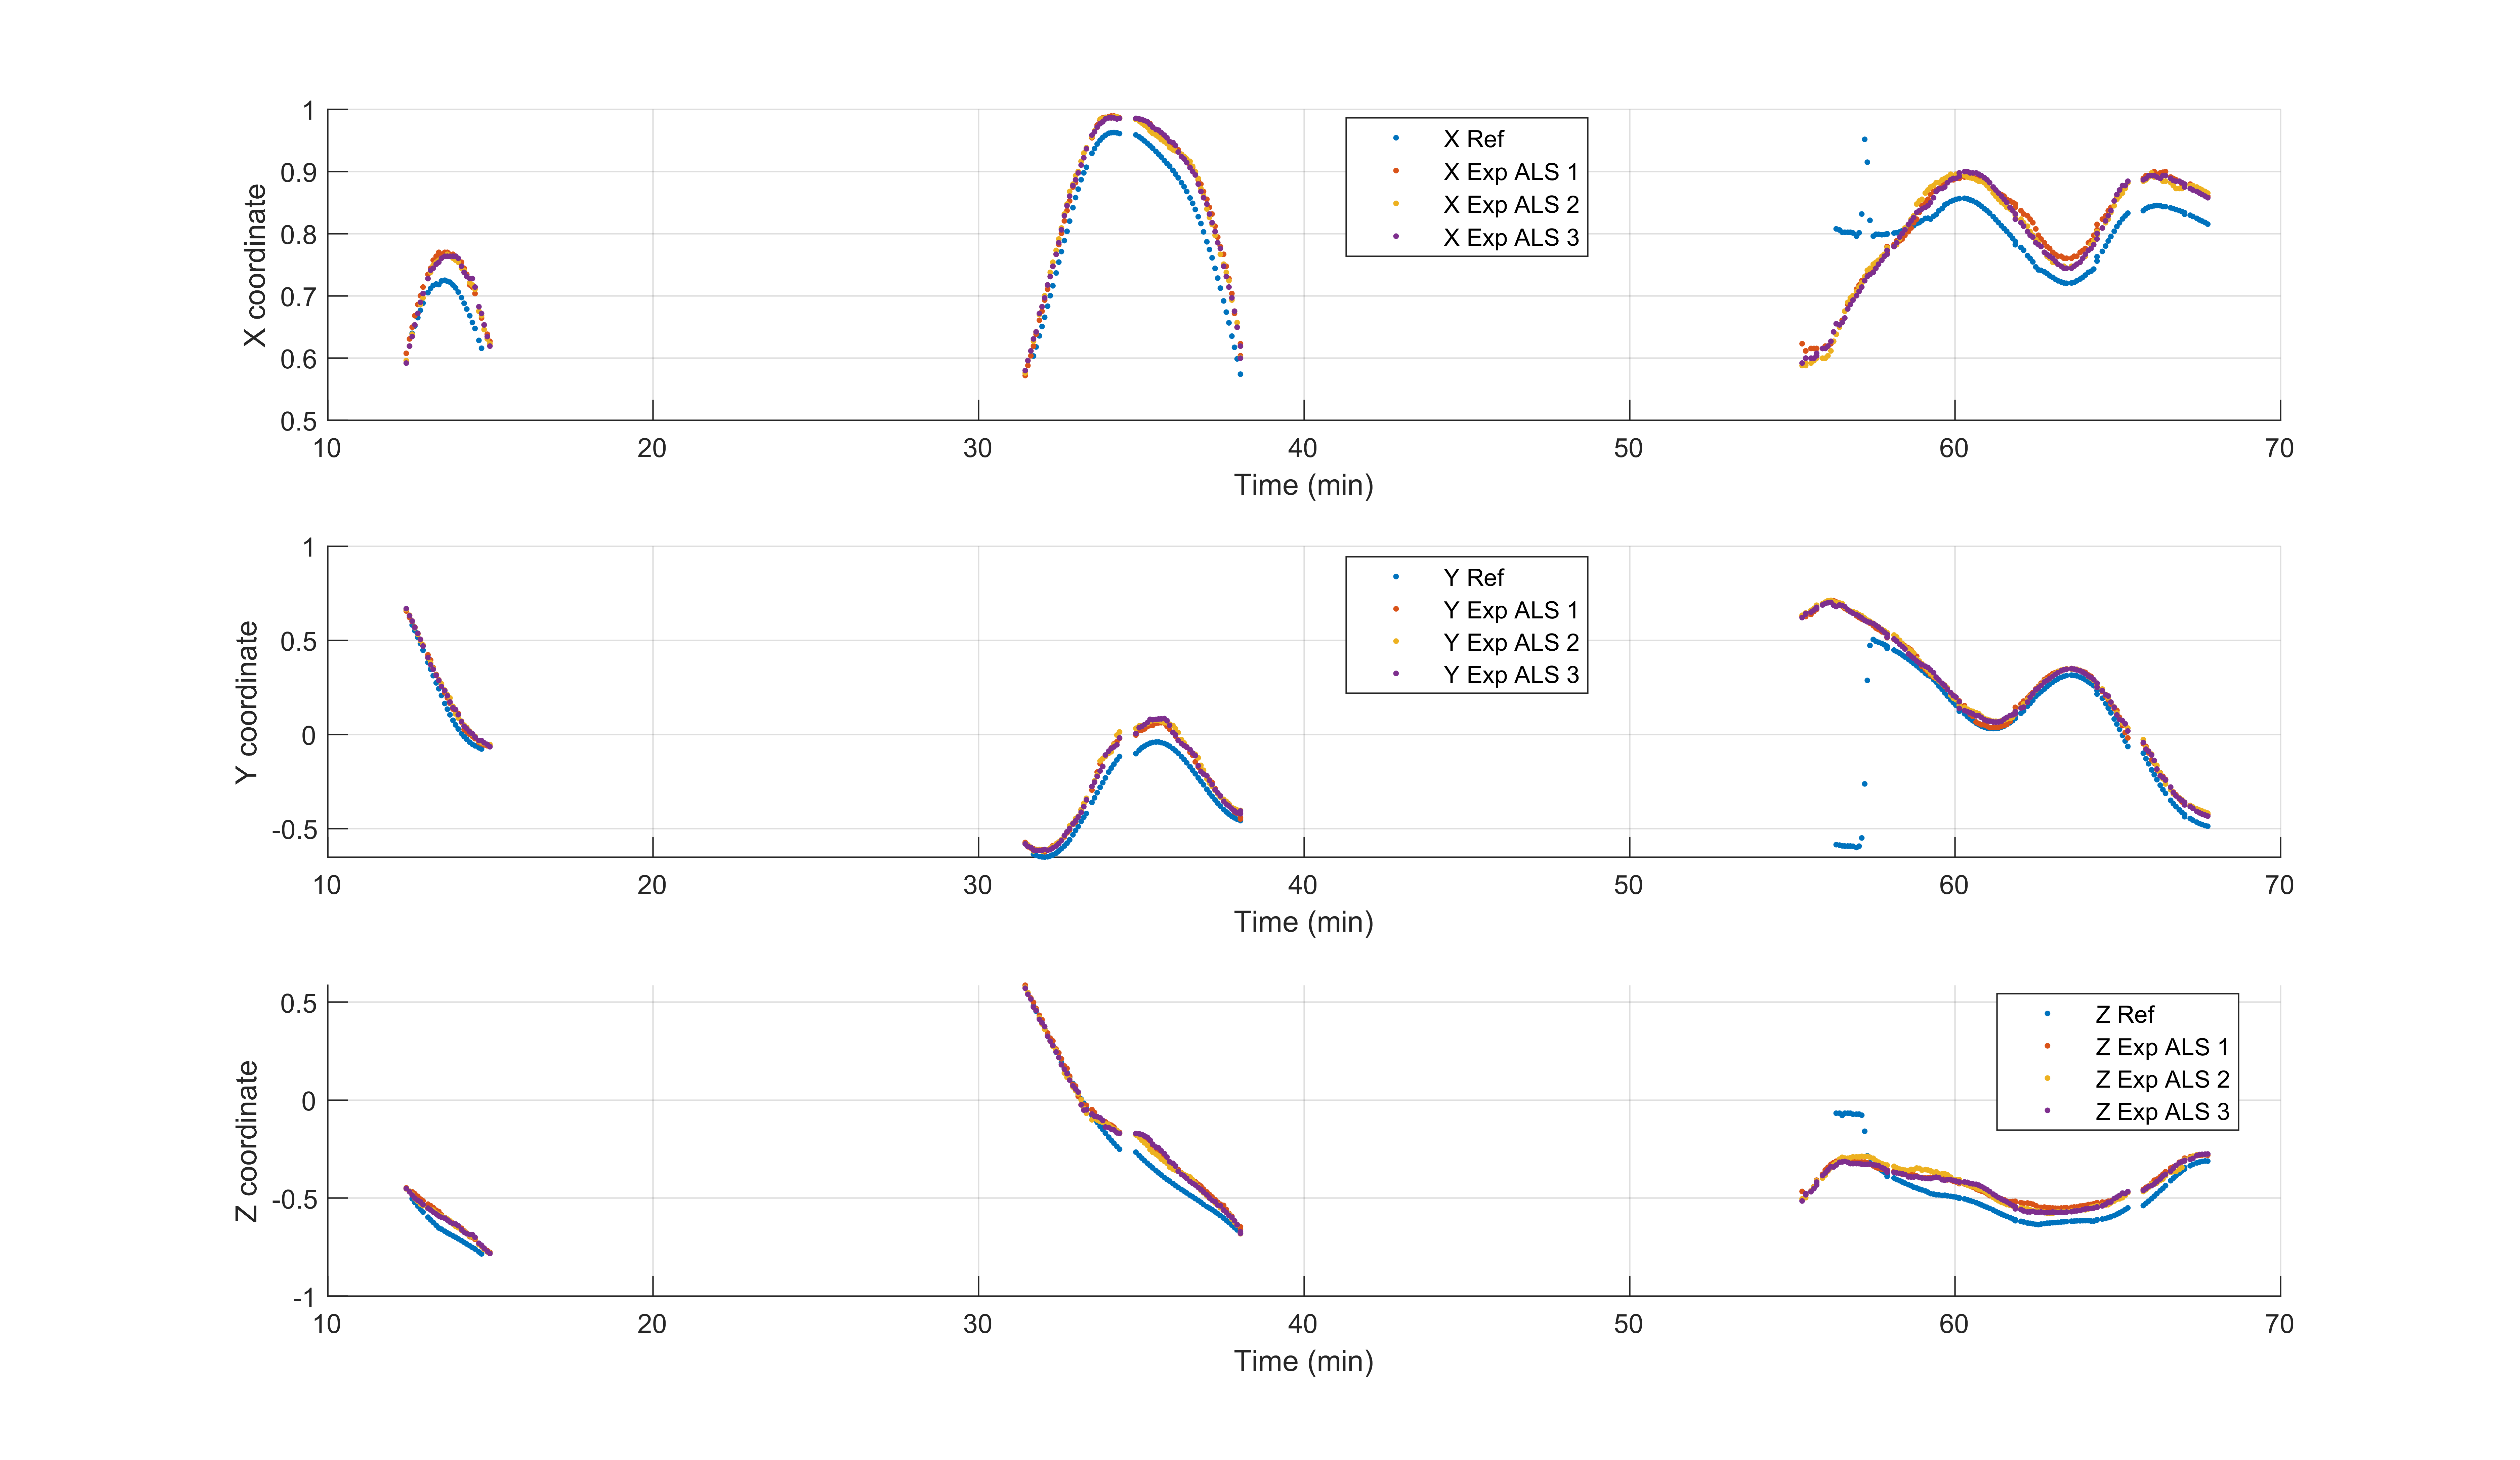 1
0.9
0.8
0.7
0.6
0.5
X coordinate
X Ref
X Exp ALS 1
X Exp ALS 2
X Exp ALS 3
10 20 30 40 50 60 70
Time (min)
1
0.5
0
-0.5
Y coordinate
Y Ref
Y Exp ALS 1
Y Exp ALS 2
Y Exp ALS 3
10 20 30 40 50 60 70
Time (min)
0.5
0
-0.5
-1
Z coordinate
Z Ref
Z Exp ALS 1
Z Exp ALS 2
Z Exp ALS 3
10 20 30 40 50 60 70
Time (min)